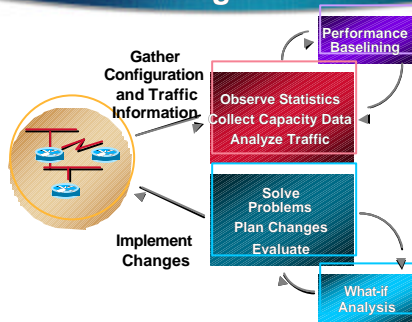 Performance
Baselining
Gather
Configuration
and Traffic
Information
Observe Statistics
Collect Capacity Data
Analyze Traffic
Solve
Problems
Plan Changes
Evaluate
Implement
Changes
What-if
Analysis